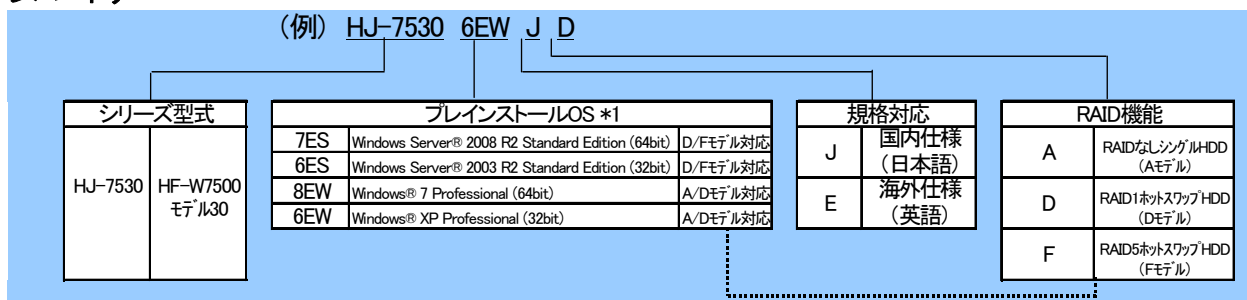 (例) HJ-7530 6EW J D
シリーズ型式
HJ-7530 HF-W7500
モデル30
プレインストールOS *1
7ES Windows Server® 2008 R2 Standard Edition (64bit) D/Fモデル対応
6ES Windows Server® 2003 R2 Standard Edition (32bit) D/Fモデル対応
8EW Windows® 7 Professional (64bit) A/Dモデル対応
6EW Windows® XP Professional (32bit) A/Dモデル対応
規格対応
J 国内仕様
(日本語)
E 海外仕様
(英語)
RAID機能
A RAIDなしシングルHDD
(Aモデル)
D RAID1ホットスワップHDD
(Dモデル)
F RAID5ホットスワップHDD
(Fモデル)